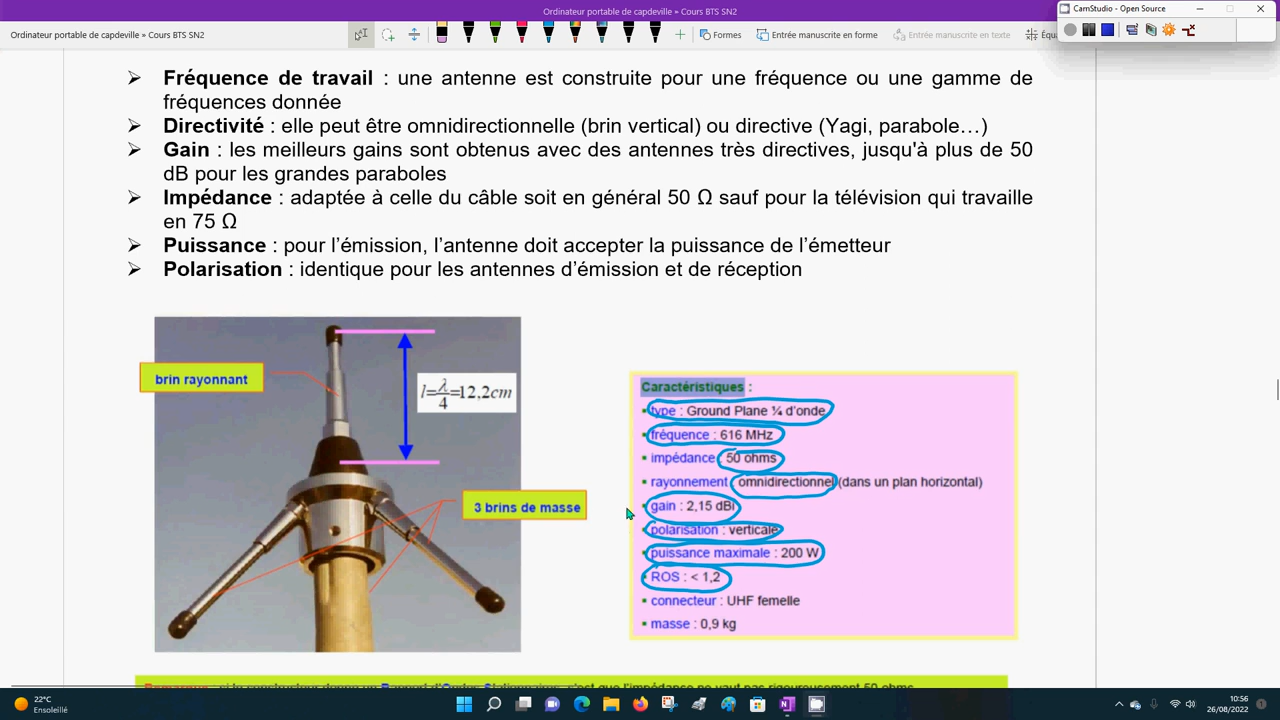 Ordinateur portable de capdeville » Cours BTS SN2
CamStudio - Open Source
Ordinateur portable de capdeville » Cours BTS SN2
Formes
Entrée manuscrite en forme
Entrée manuscrite en texte
➢ Fréquence de travail : une antenne est construite pour une fréquence ou une gamme de
fréquences donnée
➢ Directivité : elle peut être omnidirectionnelle (brin vertical) ou directive (Yagi, parabole…)
➢ Gain : les meilleurs gains sont obtenus avec des antennes très directives, jusqu'à plus de 50
dB pour les grandes paraboles
➢ Impédance : adaptée à celle du câble soit en général 50 Ω sauf pour la télévision qui travaille
en 75 Ω
➢ Puissance : pour l’émission, l’antenne doit accepter la puissance de l’émetteur
➢ Polarisation : identique pour les antennes d’émission et de réception
brin rayonnant
l=λ/4=12,2cm
3 brins de masse
Caractéristiques :
▪ type : Ground Plane ¼ d'onde
▪ fréquence : 616 MHz
▪ impédance : 50 ohms
▪ rayonnement : omnidirectionnel (dans un plan horizontal)
▪ gain : 2,15 dBi
▪ polarisation : verticale
▪ puissance maximale : 200 W
▪ ROS : < 1,2
▪ connecteur : UHF femelle
▪ masse : 0,9 kg
22°C
Ensoleillé
10:56
26/08/2022